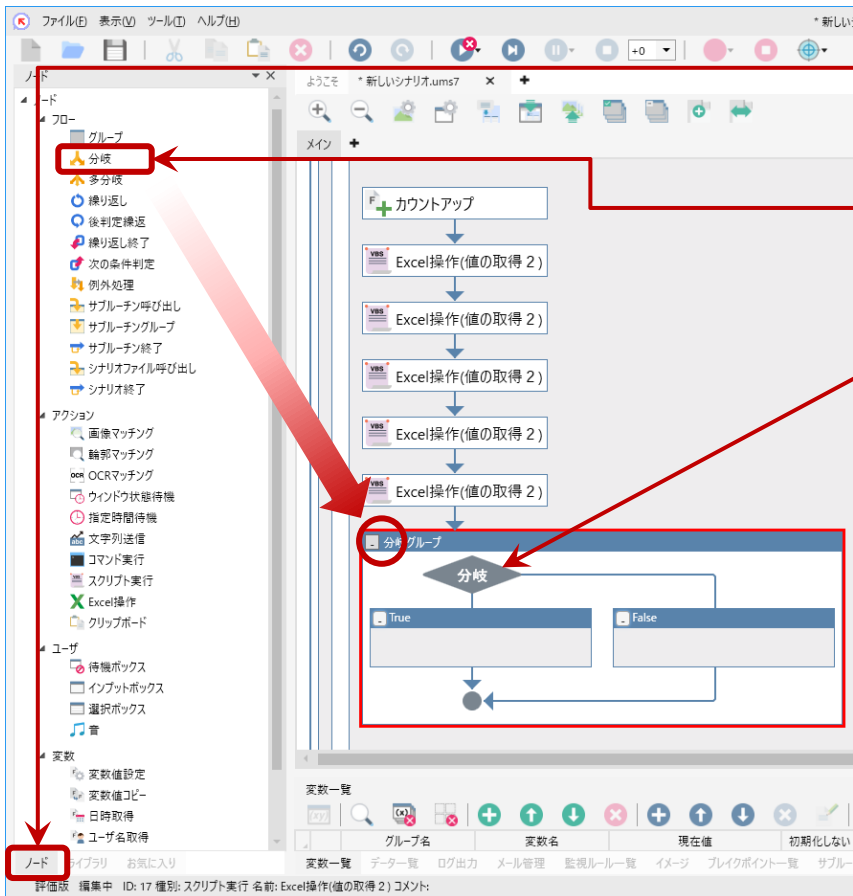 ファイル(F) 表示(V) ツール(T) ヘルプ(H)
* 新しい
+0
ノード
ようこそ * 新しいシナリオ.ums7
メイン
ノード
フロー
グループ
分岐
多分岐
繰り返し
後判定繰返
繰り返し終了
次の条件判定
例外処理
サブルーチン呼び出し
サブルーチングループ
サブルーチン終了
シナリオファイル呼び出し
シナリオ終了
アクション
画像マッチング
輪郭マッチング
OCRマッチング
ウィンドウ状態待機
指定時間待機
文字列送信
コマンド実行
スクリプト実行
Excel操作
クリップボード
ユーザ
待機ボックス
インプットボックス
選択ボックス
音
変数
変数値設定
変数値コピー
日時取得
ユーザ名取得
ノード ライブラリ お気に入り
カウントアップ
Excel操作(値の取得２)
Excel操作(値の取得２)
Excel操作(値の取得２)
Excel操作(値の取得２)
Excel操作(値の取得２)
分岐グループ
分岐
True False
変数一覧
グループ名 変数名 現在値 初期化しない
変数一覧 データ一覧 ログ出力 メール管理 監視ルール一覧 イメージ ブレイクポイント一覧 サブルー
評価版 編集中 ID: 17 種別: スクリプト実行 名前: Excel操作(値の取得２) コメント: